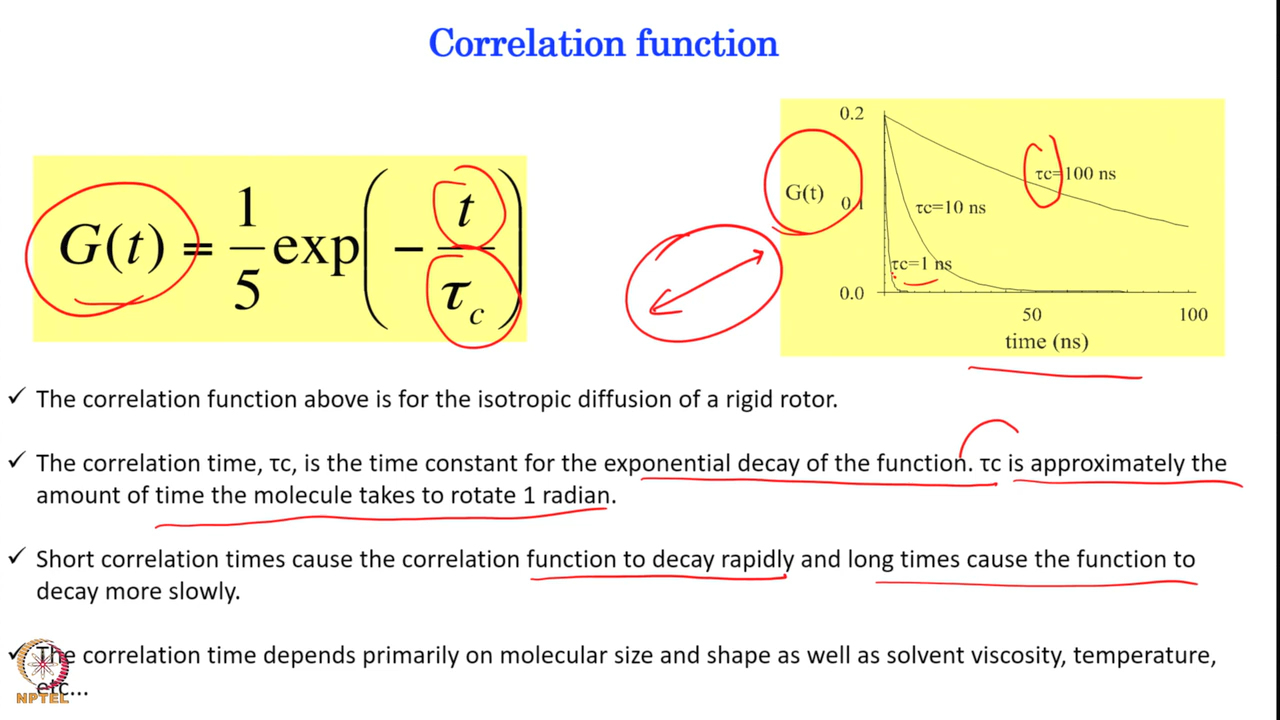 Correlation function
G(t) = 1/5 exp(− t/τc)
0.2
τc=100 ns
G(t)
0.1
τc=10 ns
τc=1 ns
0.0
50
100
time (ns)
✓ The correlation function above is for the isotropic diffusion of a rigid rotor.
✓ The correlation time, τc, is the time constant for the exponential decay of the function. τc is approximately the
amount of time the molecule takes to rotate 1 radian.
✓ Short correlation times cause the correlation function to decay rapidly and long times cause the function to
decay more slowly.
✓ The correlation time depends primarily on molecular size and shape as well as solvent viscosity, temperature,
etc...
NPTEL